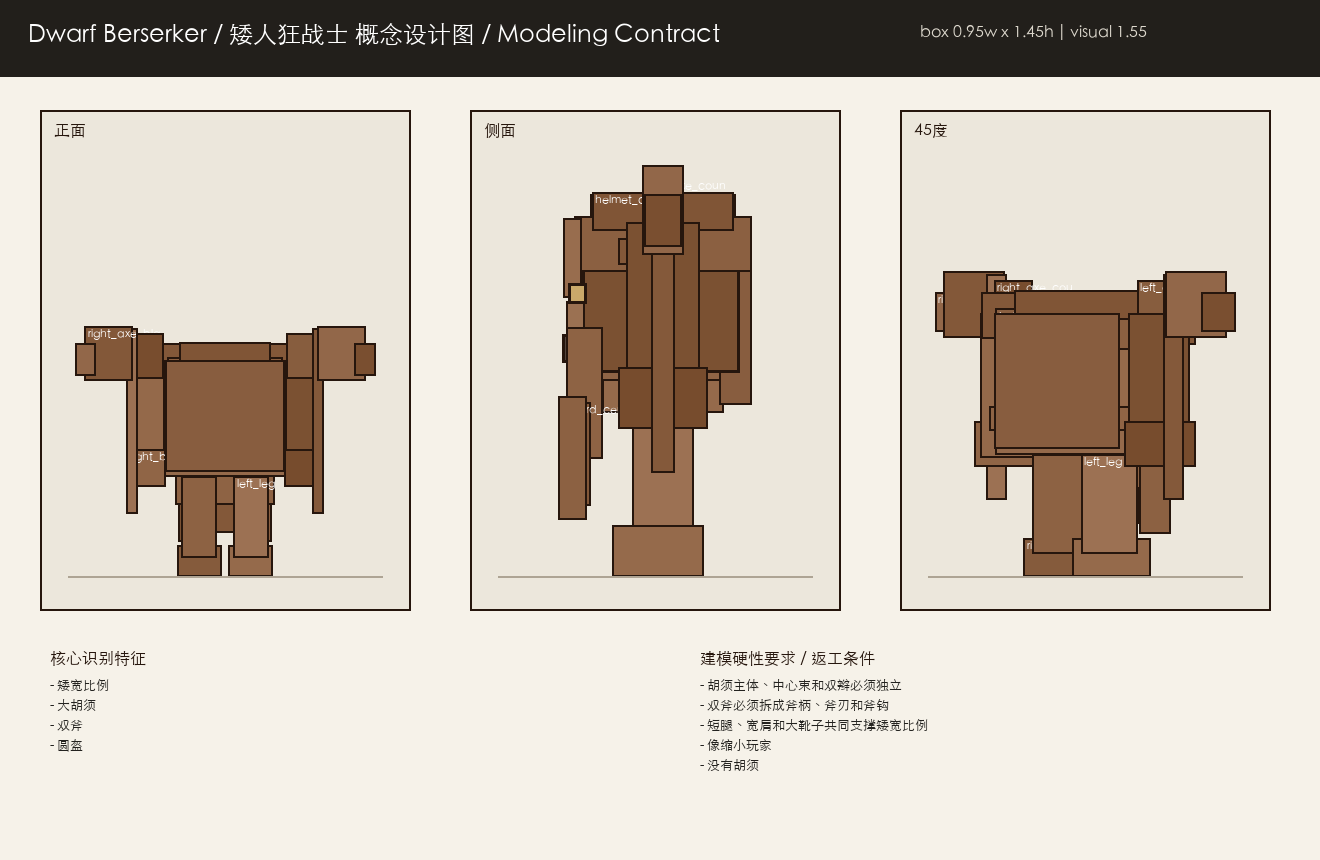 Dwarf Berserker / 矮人狂战士 概念设计图 / Modeling Contract
box 0.95w x 1.45h | visual 1.55
正面
right_axe
left_leg
侧面
45度
left_leg
核心识别特征
- 矮宽比例
- 大胡须
- 双斧
- 圆盔
建模硬性要求 / 返工条件
- 胡须主体、中心束和双辫必须独立
- 双斧必须拆成斧柄、斧刃和斧钩
- 短腿、宽肩和大靴子共同支撑矮宽比例
- 像缩小玩家
- 没有胡须